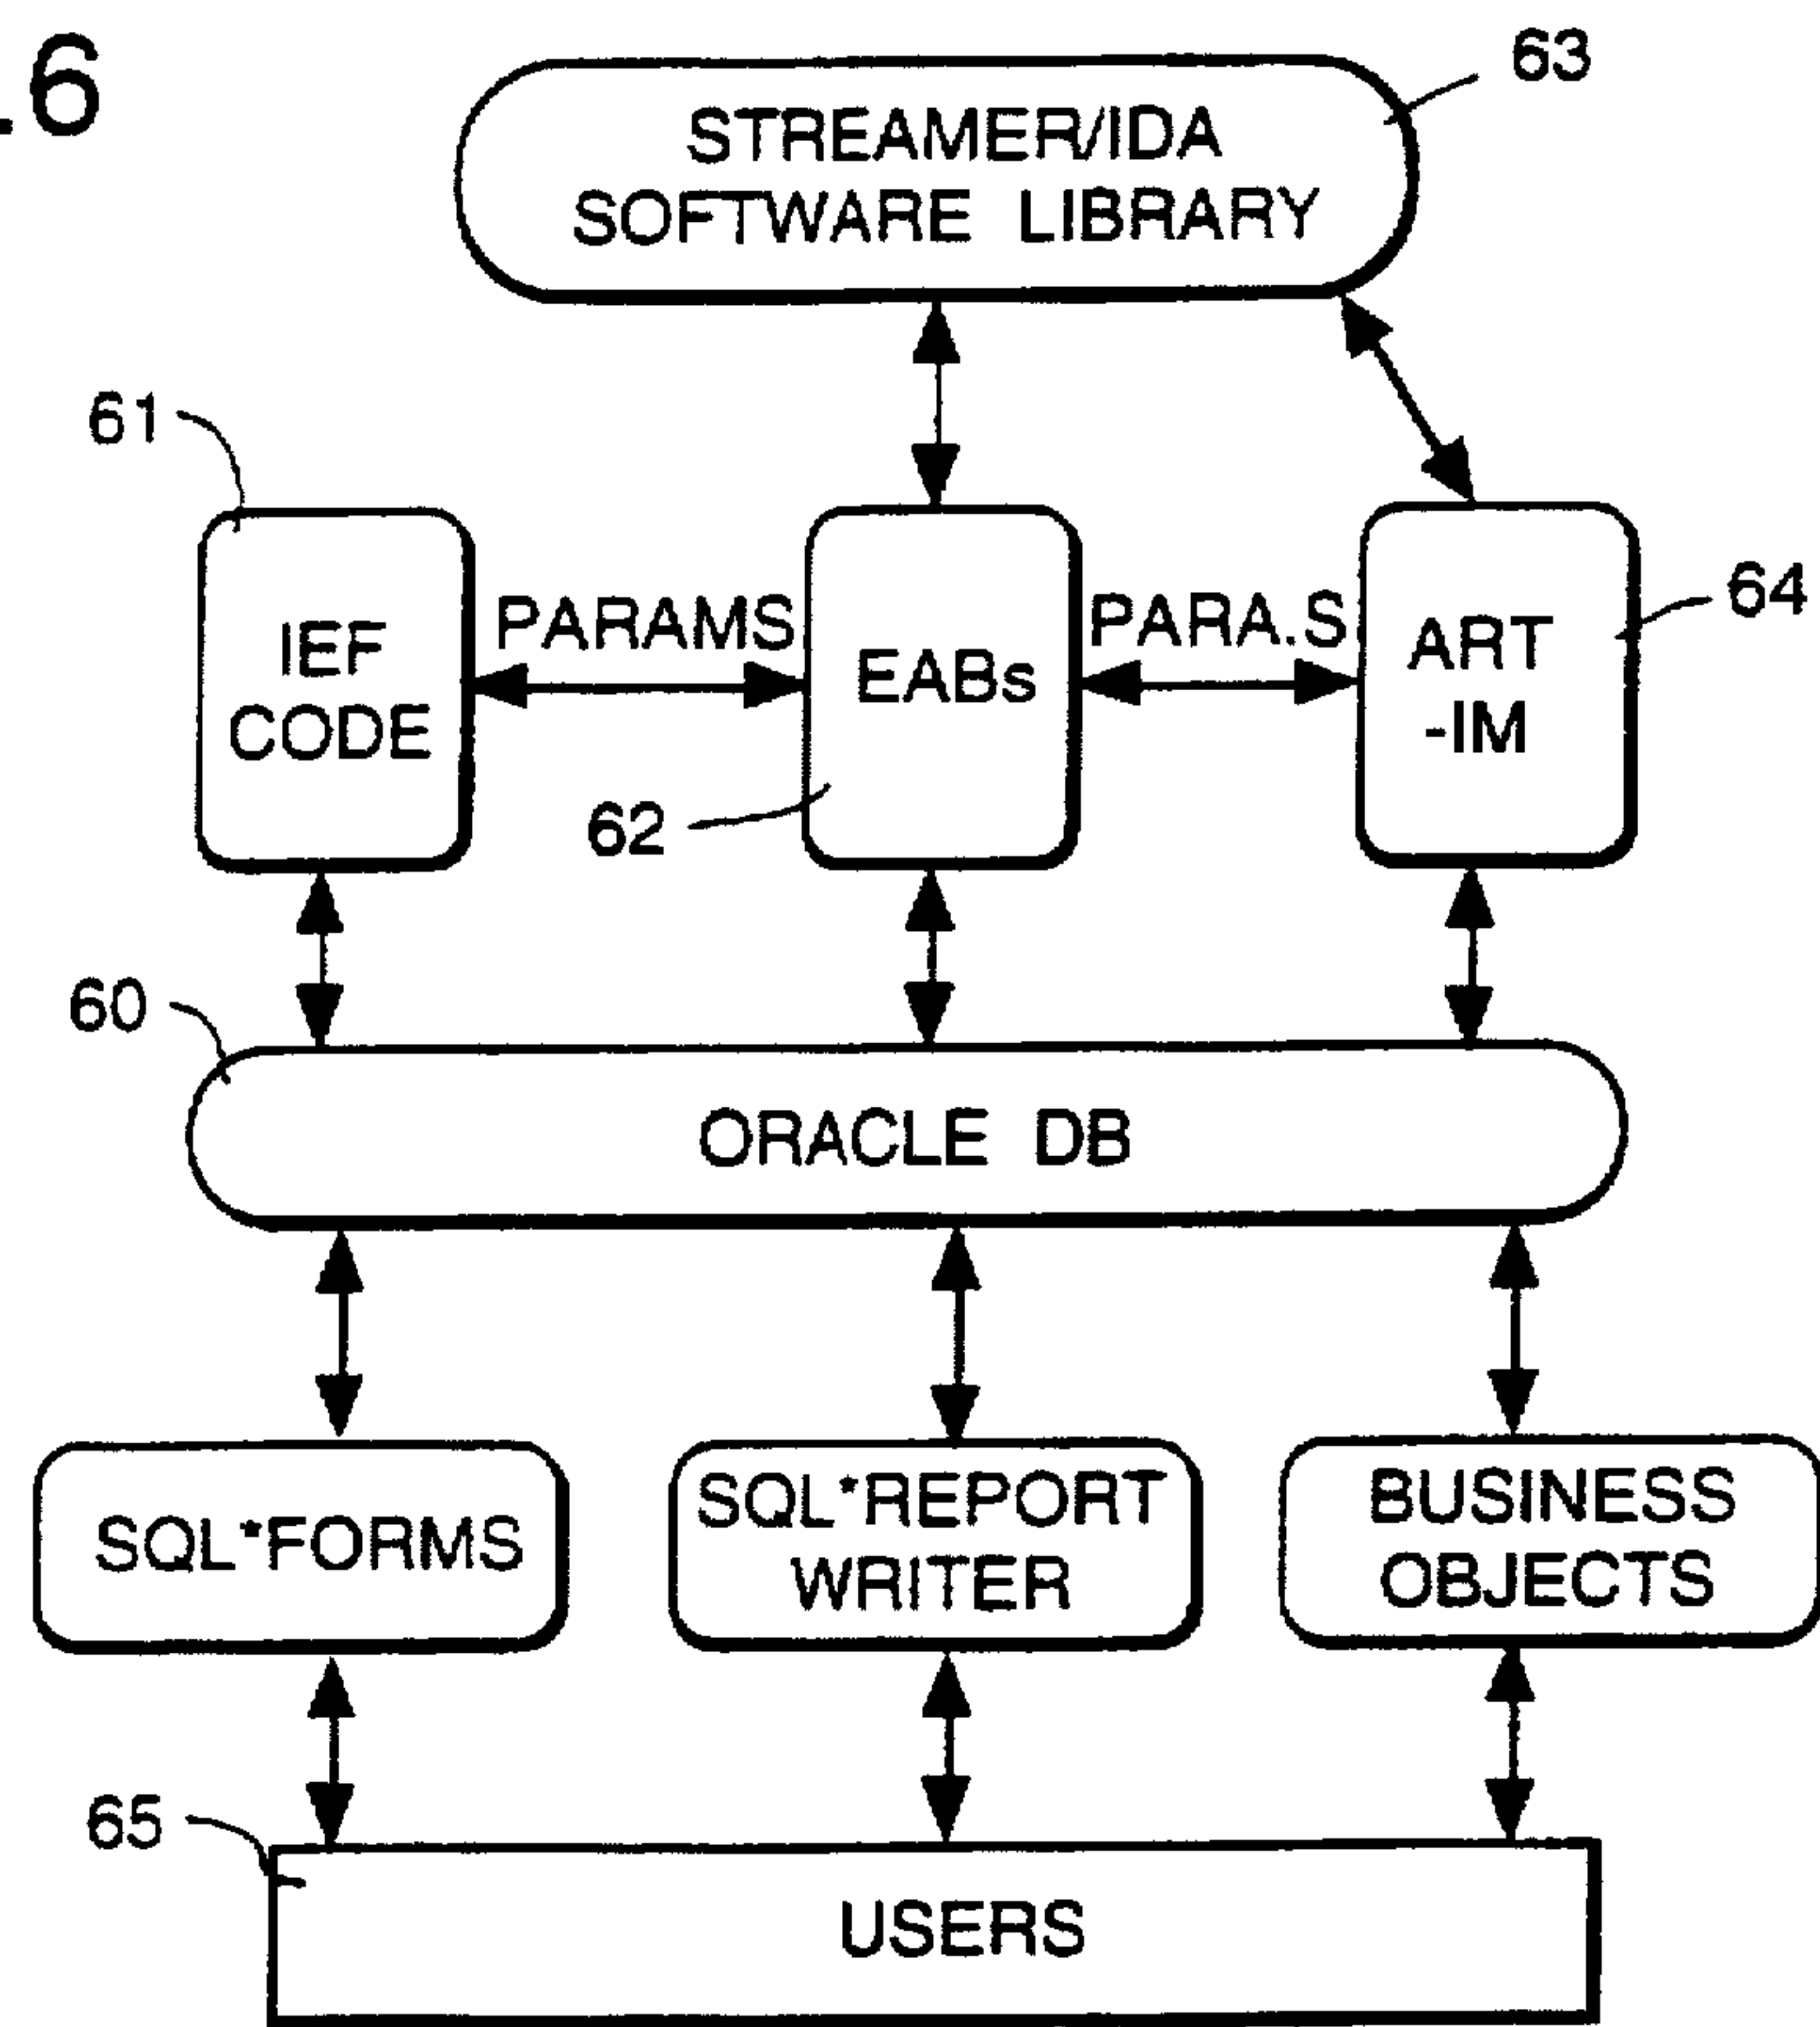 .6
63
STREAMER/IDA
SOFTWARE LIBRARY
61
IEF
CODE
PARAMS
EABs
PARA.S
ART
-IM
64
62
60
ORACLE DB
SQL*FORMS
SQL*REPORT
WRITER
BUSINESS
OBJECTS
65
USERS